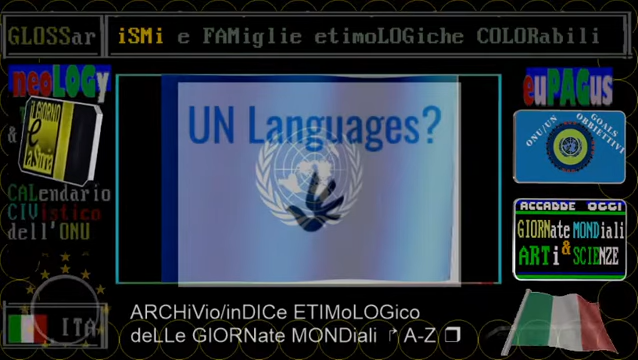 GLOSSar iSMi e FAMiglie etimoLOGiche COLORabili
neoLOGy
iL GIORNO
e
la Storia
&
CALendario
CIVistico
dell'ONU
ITA
UN Languages?
euPAGus
ONU/UN GOALS
OBBIETTIVI
ACCADDE OGGI
GIORNate MONDiali
&
ARTi SCIENZE
ARCHiVio/inDICe ETIMoLOGico
deLLe GIORNate MONDiali A-Z